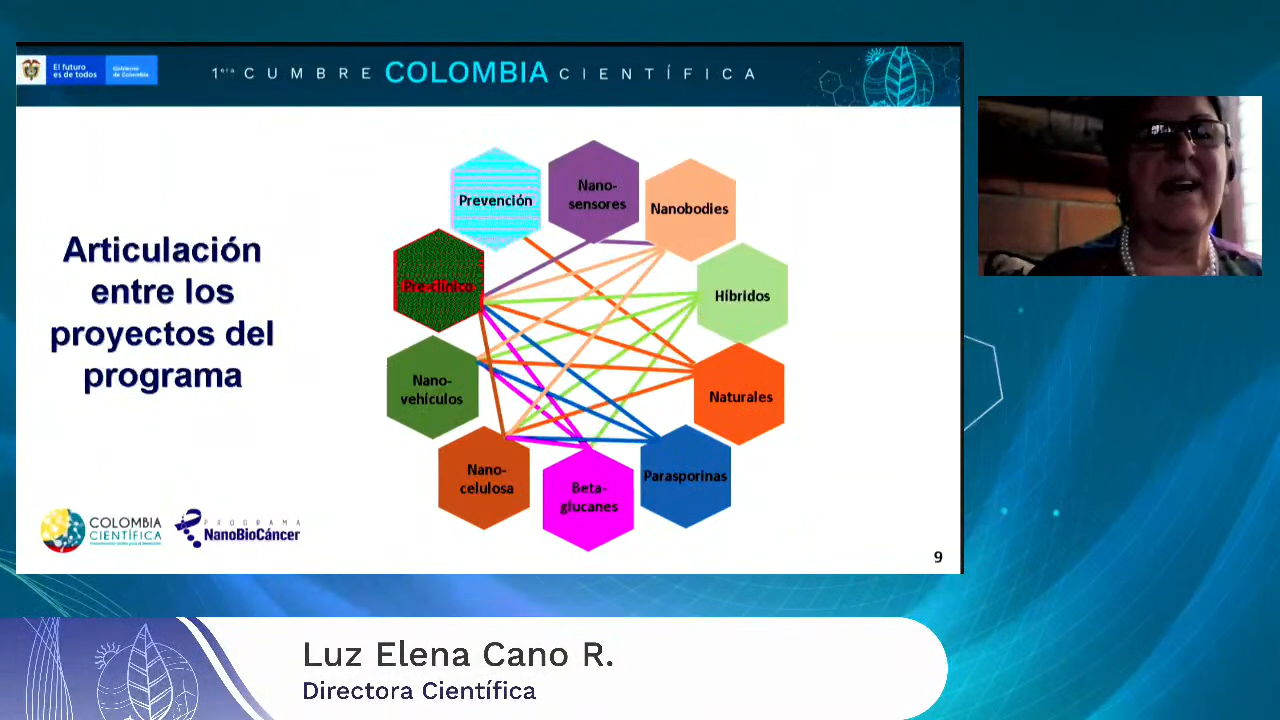 El futuro
es de todos
Gobierno
de Colombia
1era CUMBRE COLOMBIA CIENTÍFICA
Articulación
entre los
proyectos del
programa
Prevención
Nano-
sensores
Nanobodies
Pre-clínico
Híbridos
Nano-
vehículos
Naturales
Nano-
celulosa
Beta-
glucanes
Parasporinas
COLOMBIA
CIENTÍFICA
PROGRAMA
NanoBioCáncer
9
Luz Elena Cano R.
Directora Científica